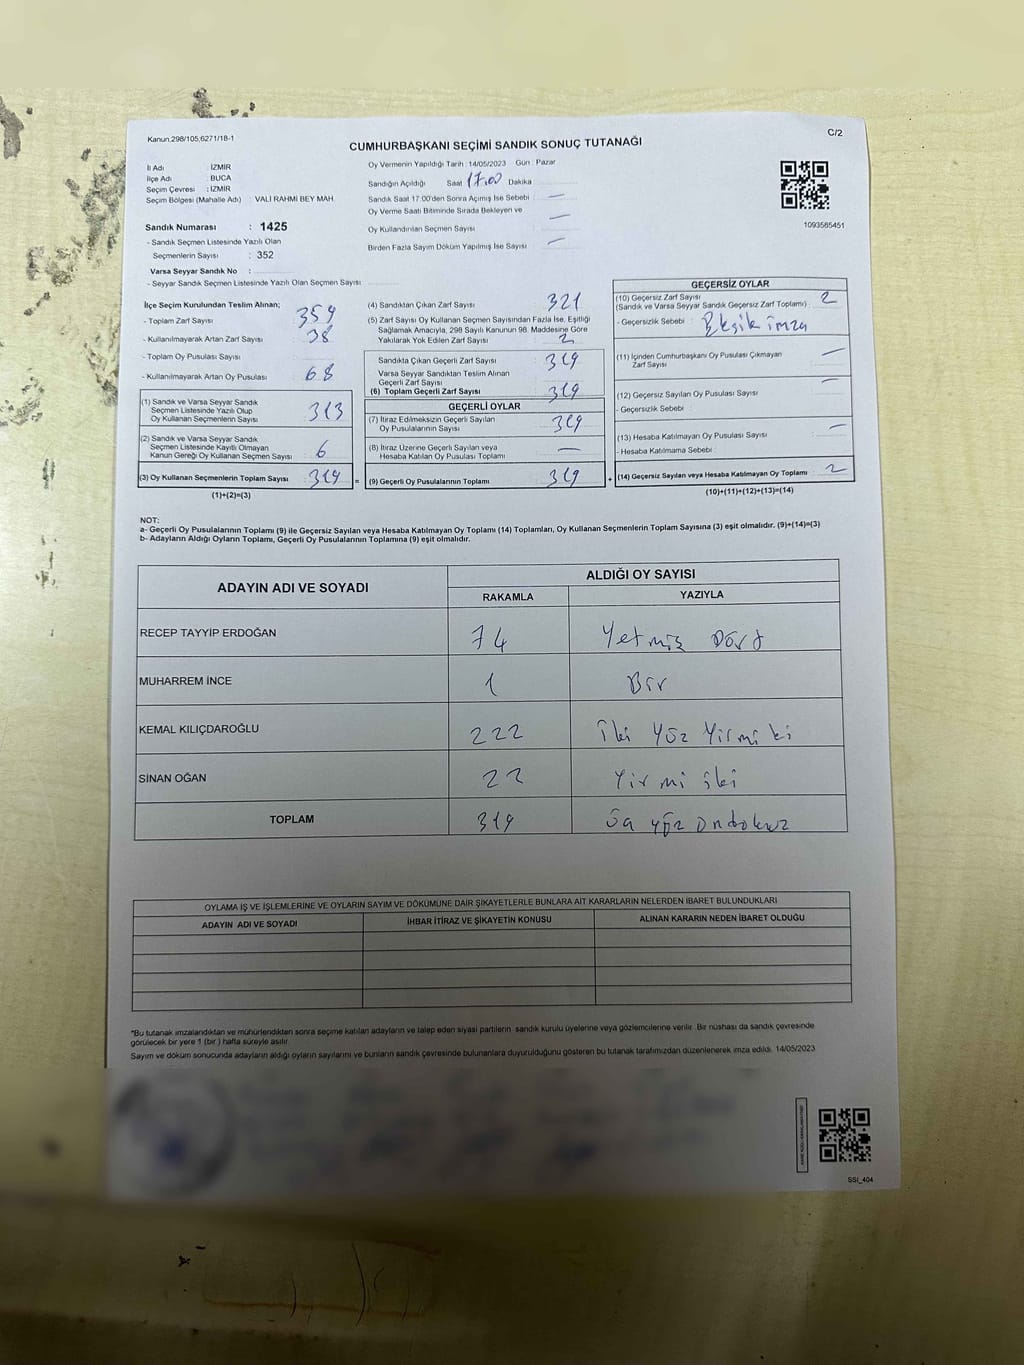 Kanun:298/105;6271/18-1
C/2
CUMHURBAŞKANI SEÇİMİ SANDIK SONUÇ TUTANAĞI
İl Adı İZMİR
İlçe Adı BUCA
Seçim Çevresi : İZMİR
Seçim Bölgesi (Mahalle Adı) VALİ RAHMİ BEY MAH.
Oy Vermenin Yapıldığı Tarih : 14/05/2023 Gün : Pazar
Sandığın Açıldığı Saat 17.00 Dakika
Sandık Saat 17:00'den Sonra Açımış İse Sebebi —
Oy Verme Saati Bitiminde Sırada Bekleyen ve
Oy Kullandırılan Seçmen Sayısı —
Birden Fazla Sayım Döküm Yapılmış İse Sayısı —
1093565451
Sandık Numarası : 1425
- Sandık Seçmen Listesinde Yazılı Olan
Seçmenlerin Sayısı : 352
Varsa Seyyar Sandık No :
- Seyyar Sandık Seçmen Listesinde Yazılı Olan Seçmen Sayısı
İlçe Seçim Kurulundan Teslim Alınan;
- Toplam Zarf Sayısı 359
- Kullanılmayarak Artan Zarf Sayısı 38
- Toplam Oy Pusulası Sayısı
- Kullanılmayarak Artan Oy Pusulası 68
(1) Sandık ve Varsa Seyyar Sandık
Seçmen Listesinde Yazılı Olup
Oy Kullanan Seçmenlerin Sayısı 313
(2) Sandık ve Varsa Seyyar Sandık
Seçmen Listesinde Kayıtlı Olmayan
Kanun Gereği Oy Kullanan Seçmen Sayısı 6
(3) Oy Kullanan Seçmenlerin Toplam Sayısı 319 =
(1)+(2)=(3)
(4) Sandıktan Çıkan Zarf Sayısı 321
(5) Zarf Sayısı Oy Kullanan Seçmen Sayısından Fazla İse, Eşitliği
Sağlamak Amacıyla, 298 Sayılı Kanunun 98. Maddesine Göre
Yakılarak Yok Edilen Zarf Sayısı 2
Sandıkta Çıkan Geçerli Zarf Sayısı 319
Varsa Seyyar Sandıktan Teslim Alınan
Geçerli Zarf Sayısı
(6) Toplam Geçerli Zarf Sayısı 319
GEÇERLİ OYLAR
(7) İtiraz Edilmeksizin Geçerli Sayılan
Oy Pusulalarının Sayısı 319
(8) İtiraz Üzerine Geçerli Sayılan veya
Hesaba Katılan Oy Pusulası Toplamı —
(9) Geçerli Oy Pusulalarının Toplamı 319 +
GEÇERSİZ OYLAR
(10) Geçersiz Zarf Sayısı 2
(Sandık ve Varsa Seyyar Sandık Geçersiz Zarf Toplamı)
- Geçersizlik Sebebi : Eksik imza
(11) İçinden Cumhurbaşkanı Oy Pusulası Çıkmayan
Zarf Sayısı —
(12) Geçersiz Sayılan Oy Pusulası Sayısı —
- Geçersizlik Sebebi
(13) Hesaba Katılmayan Oy Pusulası Sayısı —
- Hesaba Katılmama Sebebi
(14) Geçersiz Sayılan veya Hesaba Katılmayan Oy Toplamı 2
(10)+(11)+(12)+(13)=(14)
NOT:
a- Geçerli Oy Pusulalarının Toplamı (9) ile Geçersiz Sayılan veya Hesaba Katılmayan Oy Toplamı (14) Toplamları, Oy Kullanan Seçmenlerin Toplam Sayısına (3) eşit olmalıdır. (9)+(14)=(3)
b- Adayların Aldığı Oyların Toplamı, Geçerli Oy Pusulalarının Toplamına (9) eşit olmalıdır.
ADAYIN ADI VE SOYADI ALDIĞI OY SAYISI
RAKAMLA YAZIYLA
RECEP TAYYİP ERDOĞAN 74 Yetmiş Dört
MUHARREM İNCE 1 Bir
KEMAL KILIÇDAROĞLU 222 iki Yüz Yirmi ki
SİNAN OĞAN 22 Yirmi iki
TOPLAM 319 Üç yüz Ondokuz
OYLAMA İŞ VE İŞLEMLERİNE VE OYLARIN SAYIM VE DÖKÜMÜNE DAİR ŞİKAYETLERLE BUNLARA AİT KARARLARIN NELERDEN İBARET BULUNDUKLARI
ADAYIN ADI VE SOYADI İHBAR İTİRAZ VE ŞİKAYETİN KONUSU ALINAN KARARIN NEDEN İBARET OLDUĞU
*Bu tutanak imzalandıktan ve mühürlendikten sonra seçime katılan adayların ve talep eden siyasi partilerin sandık kurulu üyelerine veya gözlemcilerine verilir. Bir nüshası da sandık çevresinde
görülecek bir yere 1 (bir ) hafta süreyle asılır.
Sayım ve döküm sonucunda adayların aldığı oyların sayılarını ve bunların sandık çevresinde bulunanlara duyurulduğunu gösteren bu tutanak tarafımızdan düzenlenerek imza edildi. 14/05/2023
SSI_404